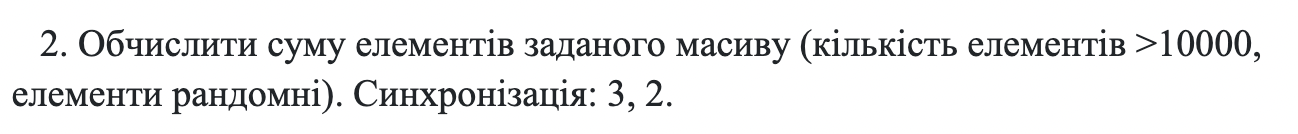 2. Обчислити суму елементів заданого масиву (кількість елементів >10000,
елементи рандомні). Синхронізація: 3, 2.